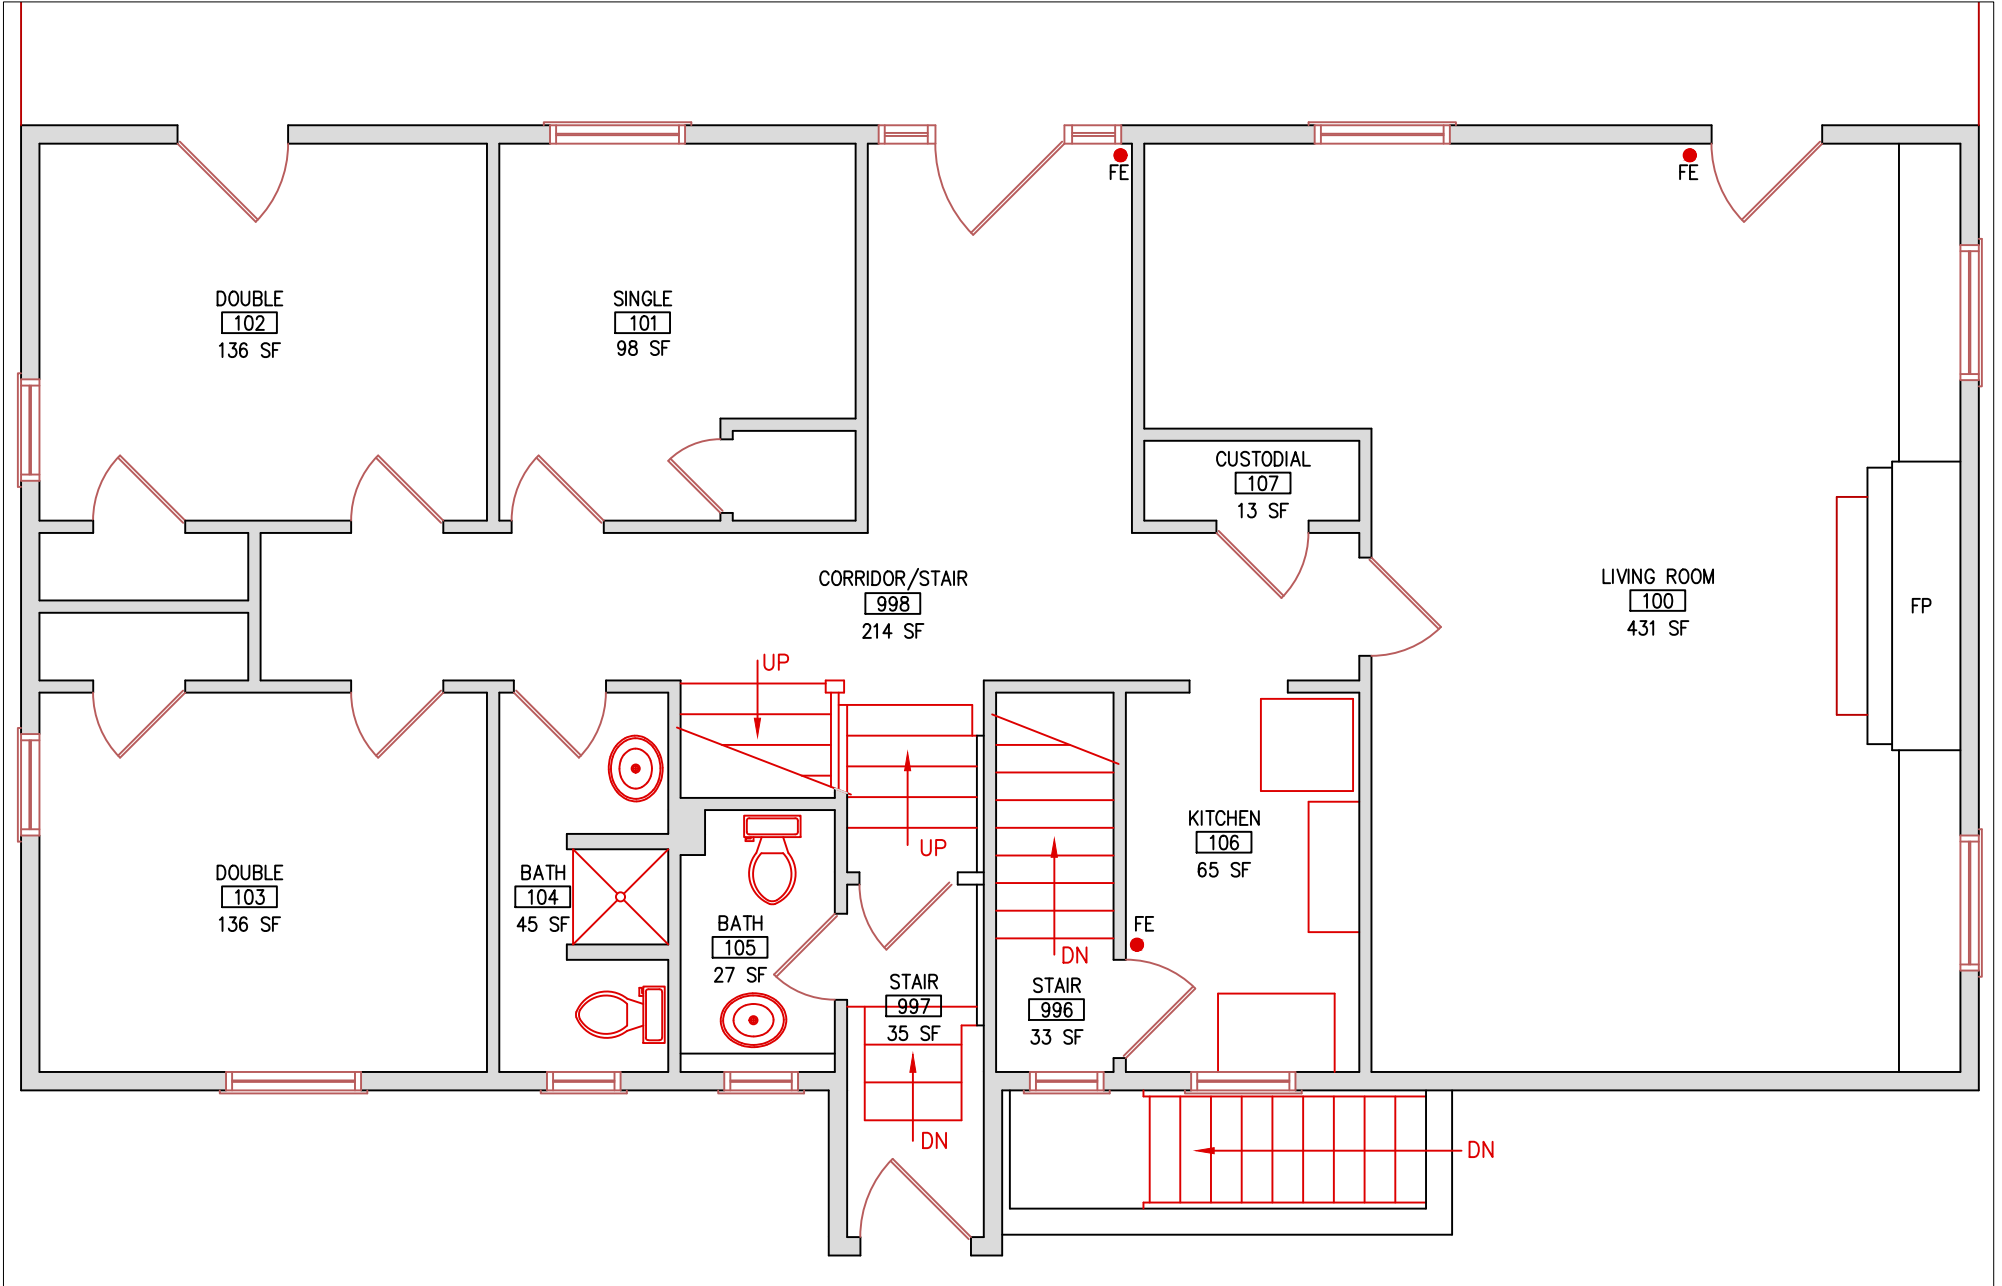 FE
FE
DOUBLE
102
136 SF
SINGLE
101
98 SF
CUSTODIAL
107
13 SF
CORRIDOR/STAIR
998
214 SF
LIVING ROOM
100
431 SF
FP
UP
UP
KITCHEN
106
65 SF
DOUBLE
103
136 SF
BATH
104
45 SF
BATH
105
27 SF
FE
DN
STAIR
997
35 SF
STAIR
996
33 SF
DN
DN